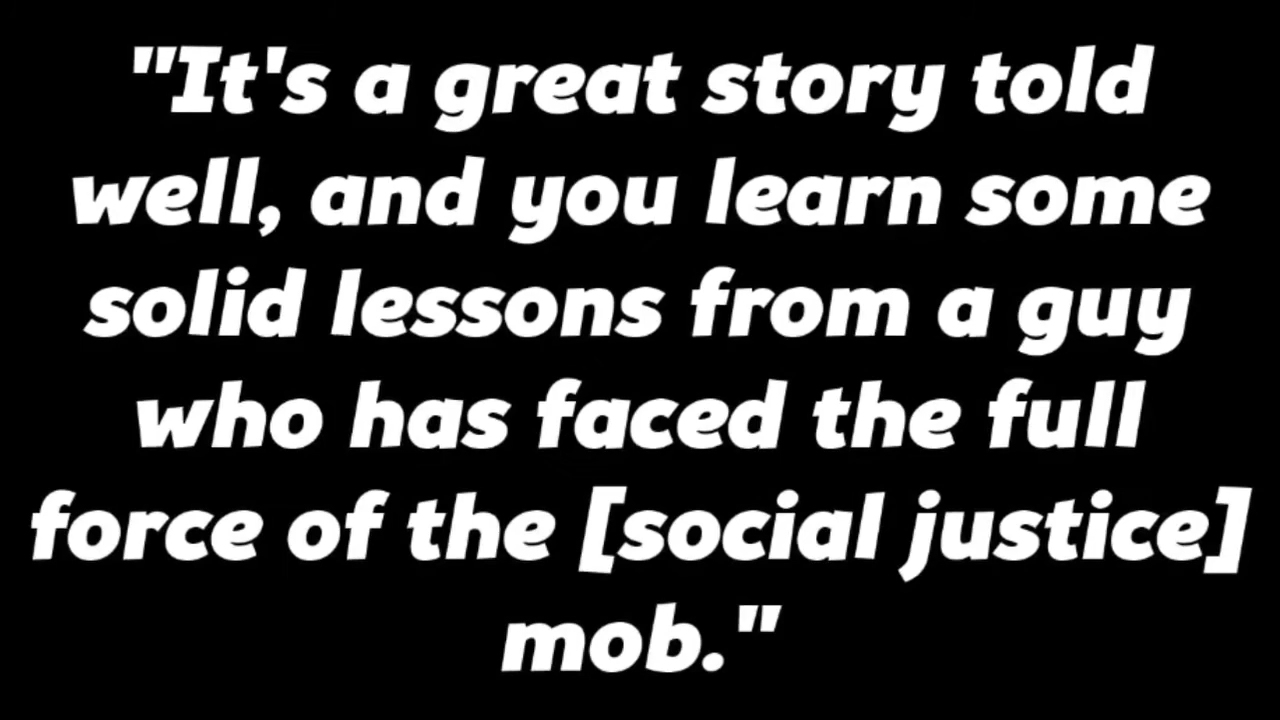 "It's a great story told
well, and you learn some
solid lessons from a guy
who has faced the full
force of the [social justice]
mob."